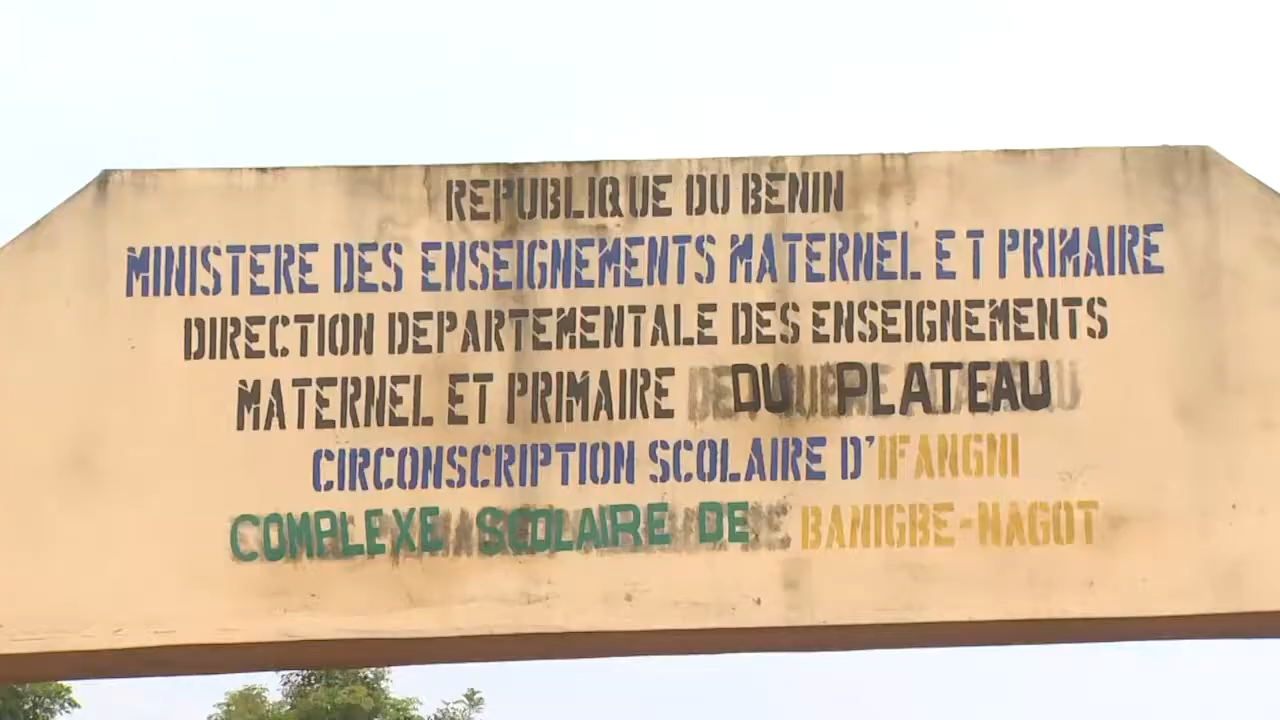 REPUBLIQUE DU BENIN
MINISTERE DES ENSEIGNEMENTS MATERNEL ET PRIMAIRE
DIRECTION DEPARTEMENTALE DES ENSEIGNEMENTS
MATERNEL ET PRIMAIRE DU PLATEAU
CIRCONSCRIPTION SCOLAIRE D'IFANGNI
COMPLEXE SCOLAIRE DE BANIGBE-NAGOT